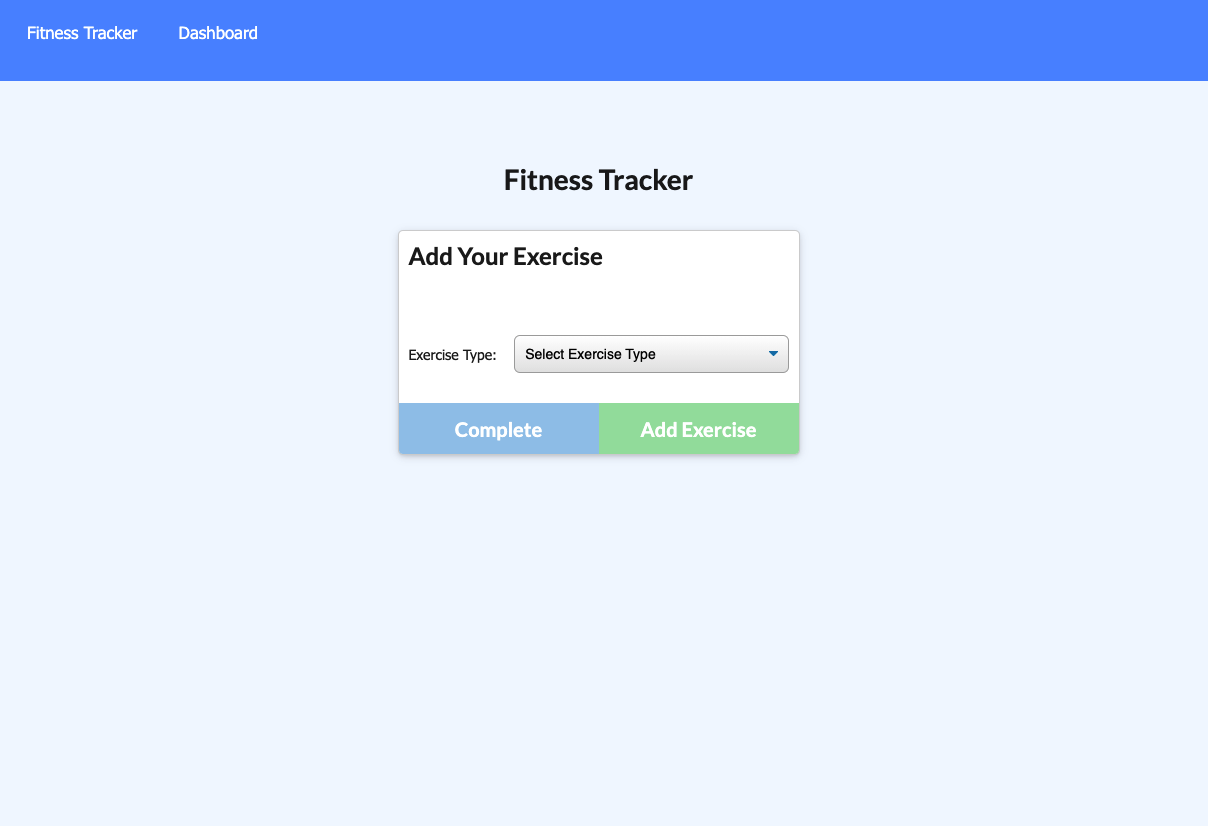 Fitness Tracker Dashboard
Fitness Tracker
Add Your Exercise
Exercise Type: Select Exercise Type
Complete Add Exercise